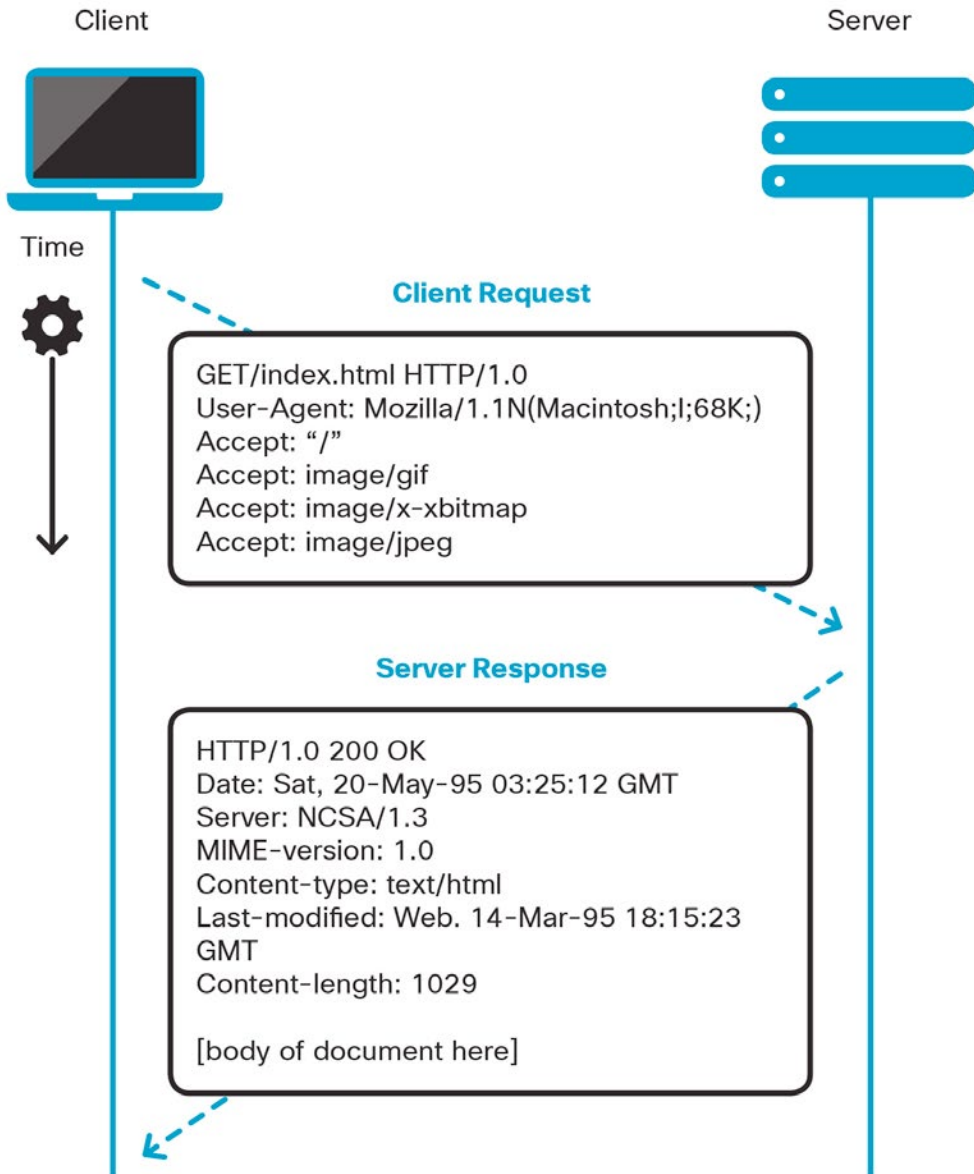 Client
Server
Time
Client Request
GET/index.html HTTP/1.0
User-Agent: Mozilla/1.1N(Macintosh;I;68K;)
Accept: “/”
Accept: image/gif
Accept: image/x-xbitmap
Accept: image/jpeg
Server Response
HTTP/1.0 200 OK
Date: Sat, 20-May-95 03:25:12 GMT
Server: NCSA/1.3
MIME-version: 1.0
Content-type: text/html
Last-modified: Web. 14-Mar-95 18:15:23
GMT
Content-length: 1029
[body of document here]